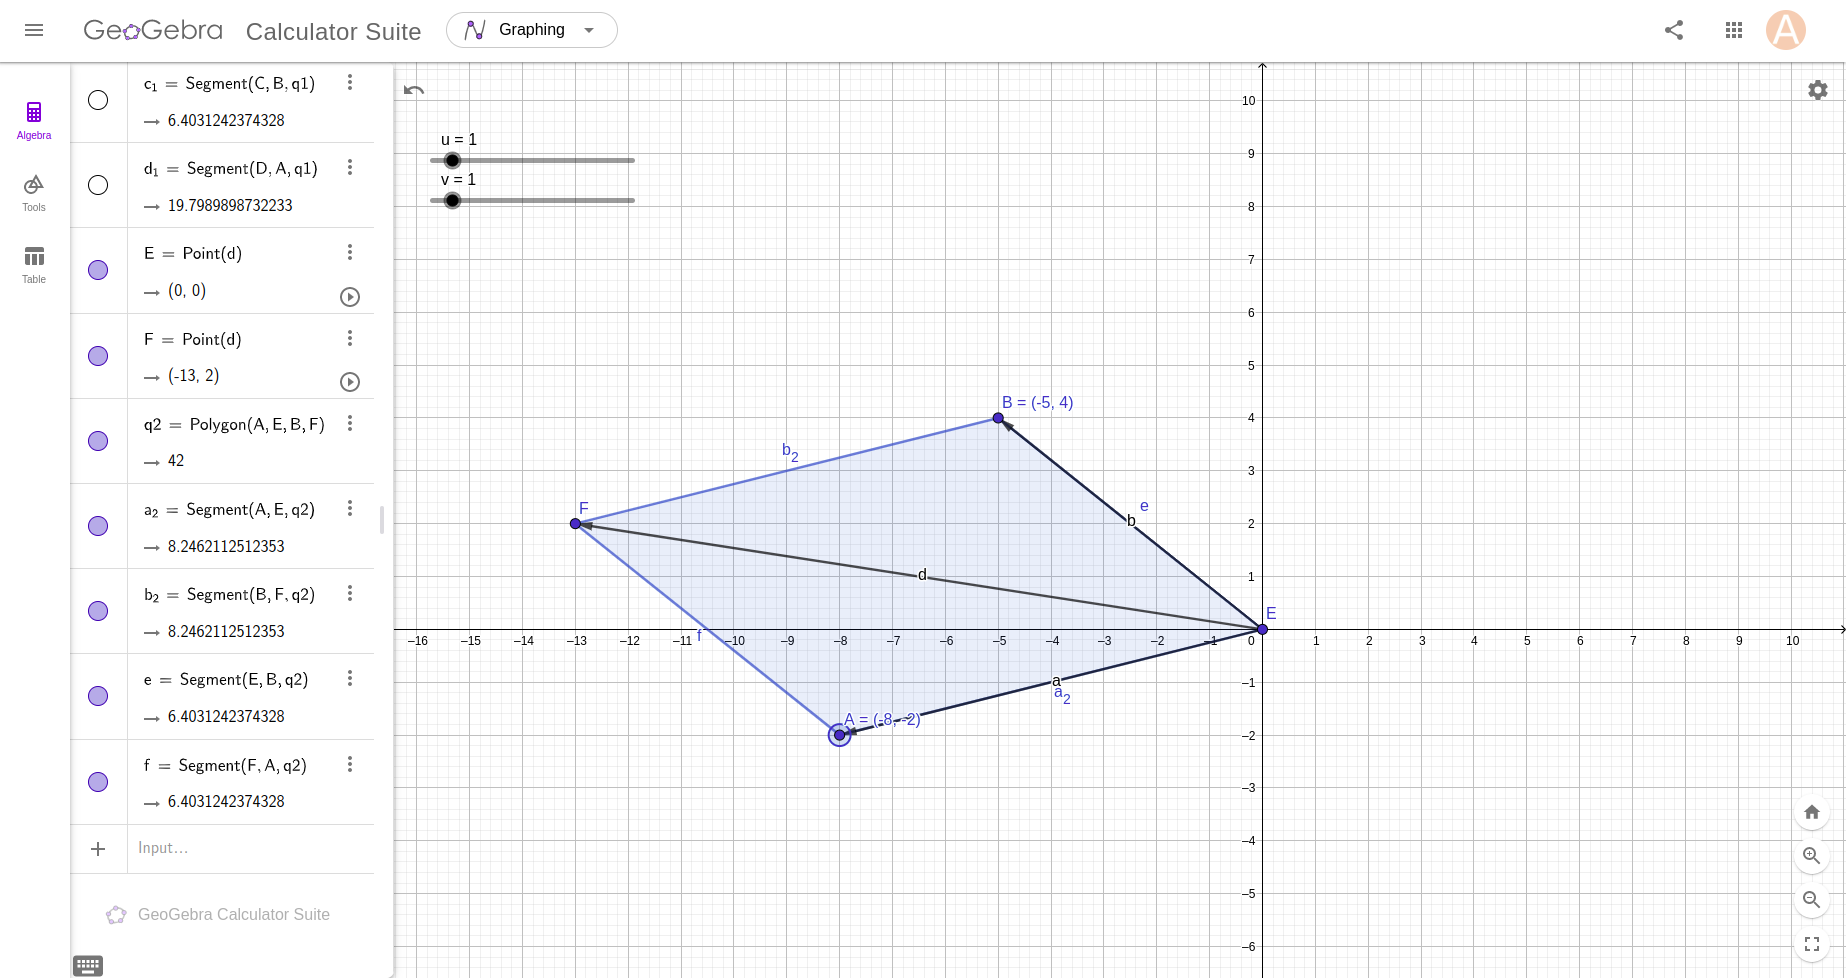 GeoGebra Calculator Suite
Graphing
A
Algebra
Tools
Table
c₁ = Segment(C, B, q1)
→ 6.4031242374328
d₁ = Segment(D, A, q1)
→ 19.7989898732233
E = Point(d)
→ (0, 0)
F = Point(d)
→ (-13, 2)
q2 = Polygon(A, E, B, F)
→ 42
a₂ = Segment(A, E, q2)
→ 8.2462112512353
b₂ = Segment(B, F, q2)
→ 8.2462112512353
e = Segment(E, B, q2)
→ 6.4031242374328
f = Segment(F, A, q2)
→ 6.4031242374328
+ Input...
GeoGebra Calculator Suite
u = 1
v = 1
10
9
8
7
6
5
B = (-5, 4)
4
b₂
3
F
e
b
2
d
1
E
f
–16 –15 –14 –13 –12 –11 –10 –9 –8 –7 –6 –5 –4 –3 –2 –1 0 1 2 3 4 5 6 7 8 9 10
a
a₂
–1
A = (-8, -2)
–2
–3
–4
–5
–6